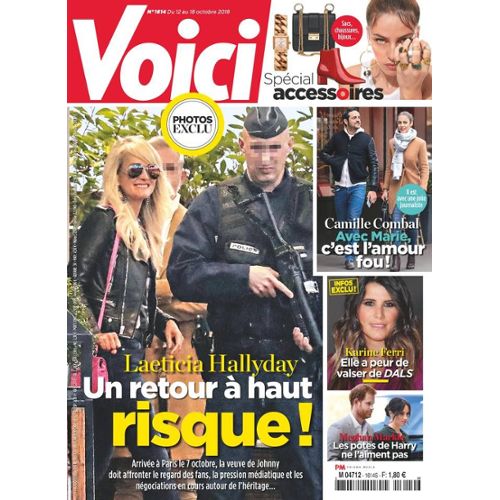 N°1614 Du 12 au 18 octobre 2018
Voici
Sacs,
chaussures,
bijoux...
Spécial
accessoires
PHOTOS
EXCLU
POLICE
Il est
avec une jolie
journaliste
Camille Combal
Avec Marie,
c'est l'amour
fou !
INFOS
EXCLU !
Karine Ferri
Elle a peur de
valser de DALS
Laeticia Hallyday
Un retour à haut
risque !
Arrivée à Paris le 7 octobre, la veuve de Johnny
doit affronter le regard des fans, la pression médiatique et les
négociations en cours autour de l'héritage...
Meghan Markle
Les potes de Harry
ne l'aiment pas
PM PRISMA MEDIA
M 04712 - 1614S - F: 1,80 €